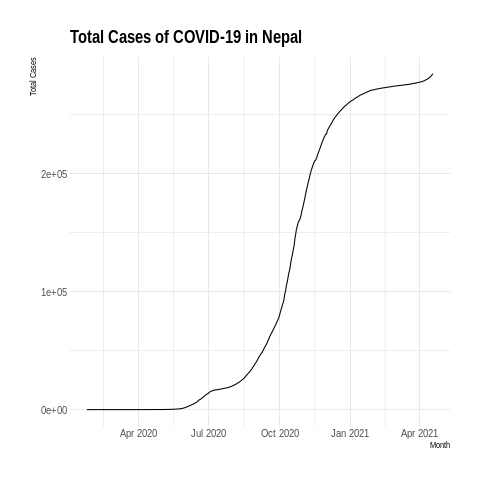 Total Cases of COVID-19 in Nepal
Total Cases
2e+05
1e+05
0e+00
Apr 2020 Jul 2020 Oct 2020 Jan 2021 Apr 2021
Month